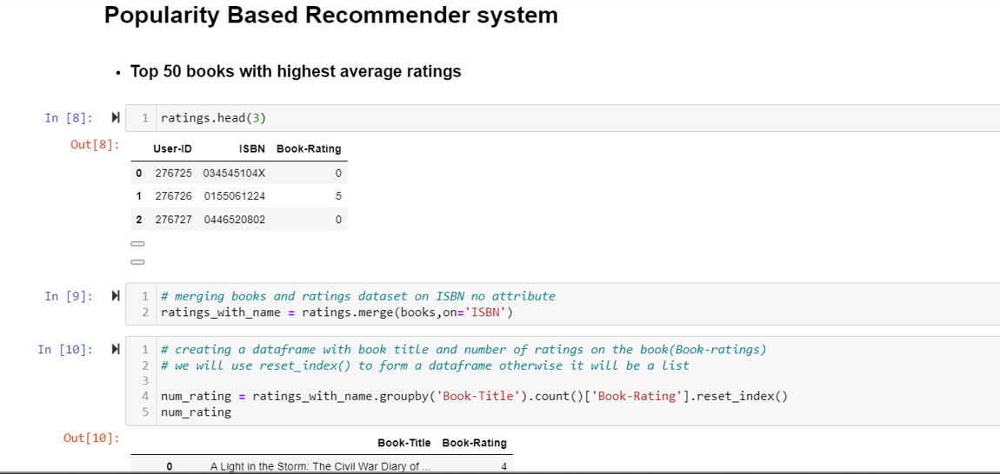 Popularity Based Recommender system
• Top 50 books with highest average ratings
In [8]: 1 ratings.head(3)
Out[8]:
User-ID ISBN Book-Rating
0 276725 034545104X 0
1 276726 0155061224 5
2 276727 0446520802 0
In [9]: 1 # merging books and ratings dataset on ISBN no attribute
2 ratings_with_name = ratings.merge(books,on='ISBN')
In [10]: 1 # creating a dataframe with book title and number of ratings on the book(Book-ratings)
2 # we will use reset_index() to form a dataframe otherwise it will be a list
3
4 num_rating = ratings_with_name.groupby('Book-Title').count()['Book-Rating'].reset_index()
5 num_rating
Out[10]:
Book-Title Book-Rating
0 A Light in the Storm: The Civil War Diary of ... 4